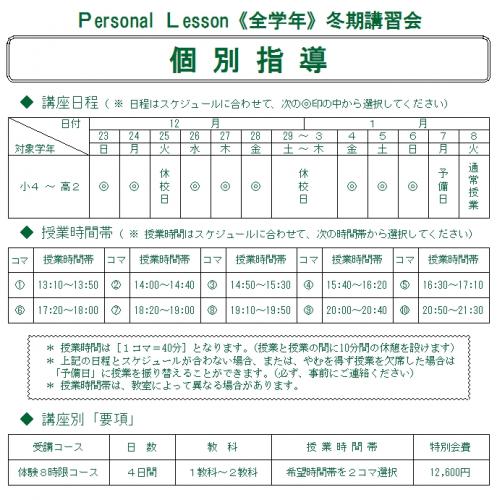 Personal Lesson《全学年》冬期講習会
個別指導
◆ 講座日程（ ※ 日程はスケジュールに合わせて、次の◎印の中から選択してください）
日付 12 月 1 月
対象学年 23 24 25 26 27 28 29 ～ 3 4 5 6 7 8
日 月 火 水 木 金 土 ～ 木 金 土 日 月 火
小4 ～ 高2 ◎ ◎ 休校日 ◎ ◎ ◎ 休校日 ◎ ◎ ◎ 予備日 通常授業
◆ 授業時間帯（ ※ 授業時間はスケジュールに合わせて、次の時間帯から選択してください）
コマ 授業時間帯 コマ 授業時間帯 コマ 授業時間帯 コマ 授業時間帯 コマ 授業時間帯
① 13:10～13:50 ② 14:00～14:40 ③ 14:50～15:30 ④ 15:40～16:20 ⑤ 16:30～17:10
⑥ 17:20～18:00 ⑦ 18:20～19:00 ⑧ 19:10～19:50 ⑨ 20:00～20:40 ⑩ 20:50～21:30
＊ 授業時間は［１コマ＝40分］となります。（授業と授業の間に10分間の休憩を設けます）
＊ 上記の日程とスケジュールが合わない場合、または、やむを得ず授業を欠席した場合は
「予備日」に授業を振り替えることができます。（必ず、事前にご連絡ください）
＊ 授業時間帯は、教室によって異なる場合があります。
◆ 講座別「要項」
受講コース 日 数 教 科 授 業 時 間 帯 特別会費
体験８時限コース 4日間 1教科～2教科 希望時間帯を２コマ選択 12,600円